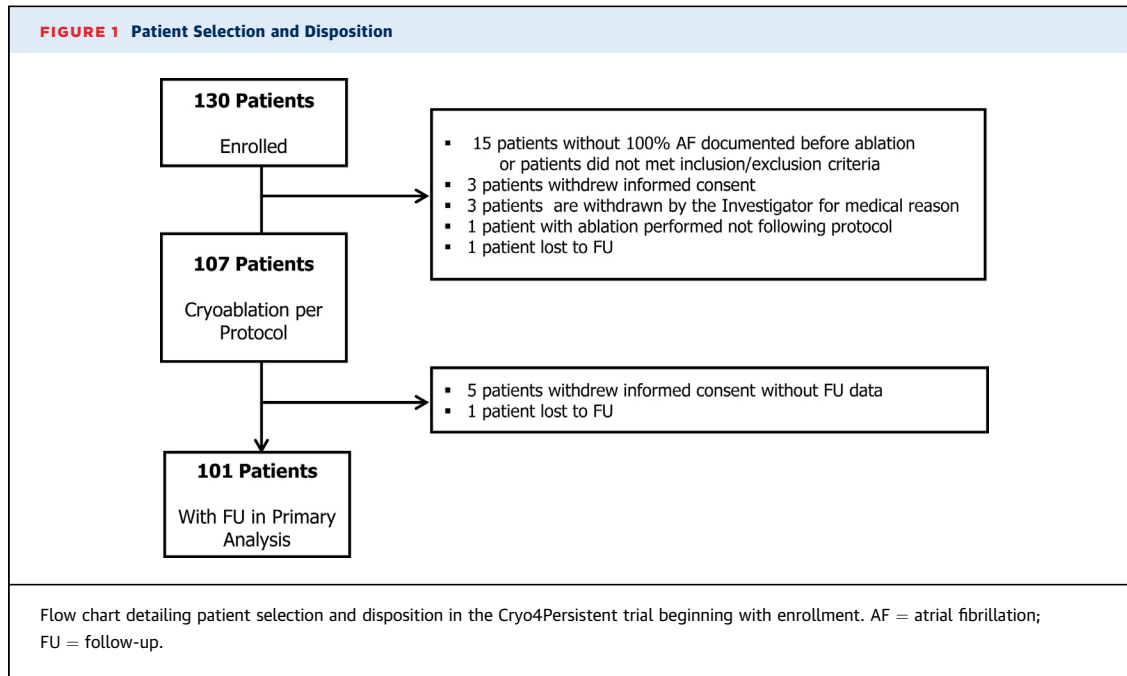 FIGURE 1 Patient Selection and Disposition
130 Patients
Enrolled
▪ 15 patients without 100% AF documented before ablation
or patients did not met inclusion/exclusion criteria
▪ 3 patients withdrew informed consent
▪ 3 patients are withdrawn by the Investigator for medical reason
▪ 1 patient with ablation performed not following protocol
▪ 1 patient lost to FU
107 Patients
Cryoablation per
Protocol
▪ 5 patients withdrew informed consent without FU data
▪ 1 patient lost to FU
101 Patients
With FU in Primary
Analysis
Flow chart detailing patient selection and disposition in the Cryo4Persistent trial beginning with enrollment. AF = atrial fibrillation;
FU = follow-up.